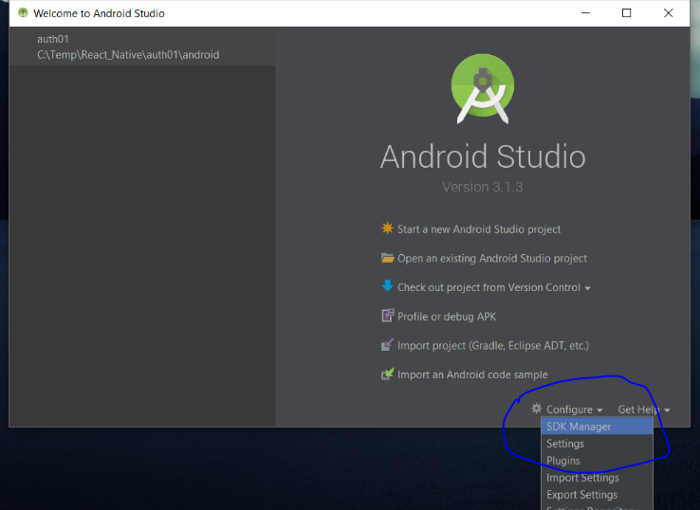 Welcome to Android Studio
auth01
C:\Temp\React_Native\auth01\android
Android Studio
Version 3.1.3
Start a new Android Studio project
Open an existing Android Studio project
Check out project from Version Control
Profile or debug APK
Import project (Gradle, Eclipse ADT, etc.)
Import an Android code sample
Configure Get Help
SDK Manager
Settings
Plugins
Import Settings
Export Settings
Settings Repository